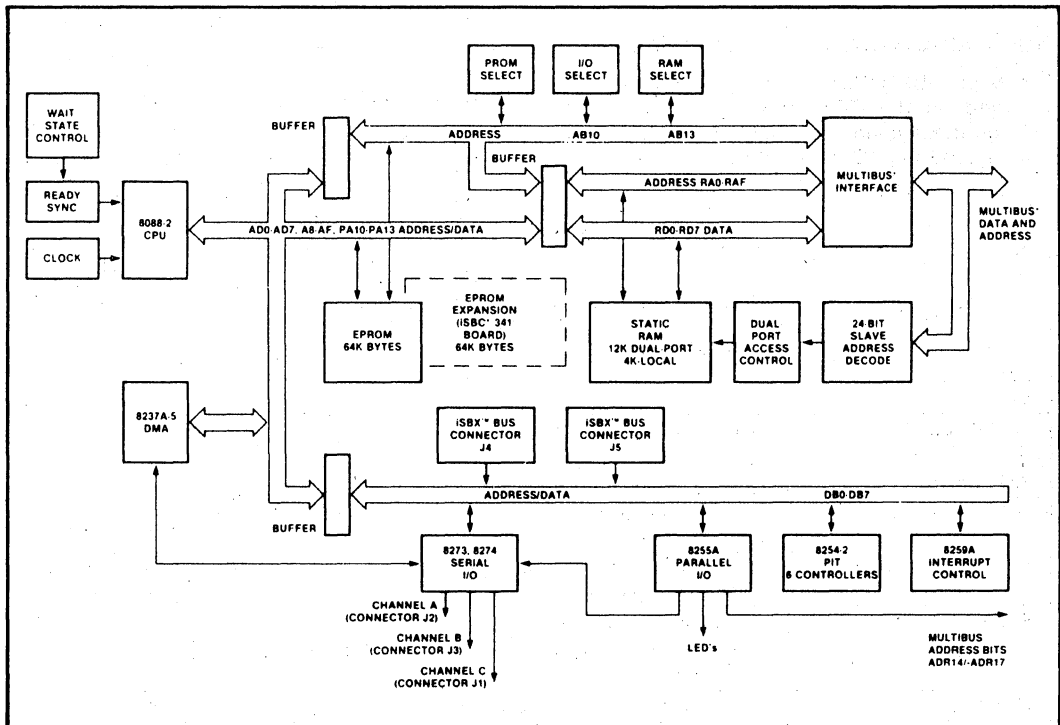 PROM
SELECT
I/O
SELECT
RAM
SELECT
WAIT
STATE
CONTROL
BUFFER
ADDRESS
AB10
AB13
BUFFER
MULTIBUS'
INTERFACE
READY
SYNC
8088-2
CPU
ADDRESS RA0-RAF
MULTIBUS'
DATA AND
ADDRESS
CLOCK
AD0-AD7, A8-AF, PA10-PA13 ADDRESS/DATA
RD0-RD7 DATA
EPROM
64K BYTES
EPROM
EXPANSION
(iSBC' 341
BOARD)
64K BYTES
STATIC
RAM
12K DUAL-PORT
4K-LOCAL
DUAL
PORT
ACCESS
CONTROL
24-BIT
SLAVE
ADDRESS
DECODE
8237A-5
DMA
iSBX™ BUS
CONNECTOR
J4
iSBX™ BUS
CONNECTOR
J5
ADDRESS/DATA
DB0-DB7
BUFFER
8273, 8274
SERIAL
I/O
8255A
PARALLEL
I/O
8254-2
PIT
6 CONTROLLERS
8259A
INTERRUPT
CONTROL
CHANNEL A
(CONNECTOR J2)
CHANNEL B
(CONNECTOR J3)
CHANNEL C
(CONNECTOR J1)
LED's
MULTIBUS
ADDRESS BITS
ADR14/-ADR17